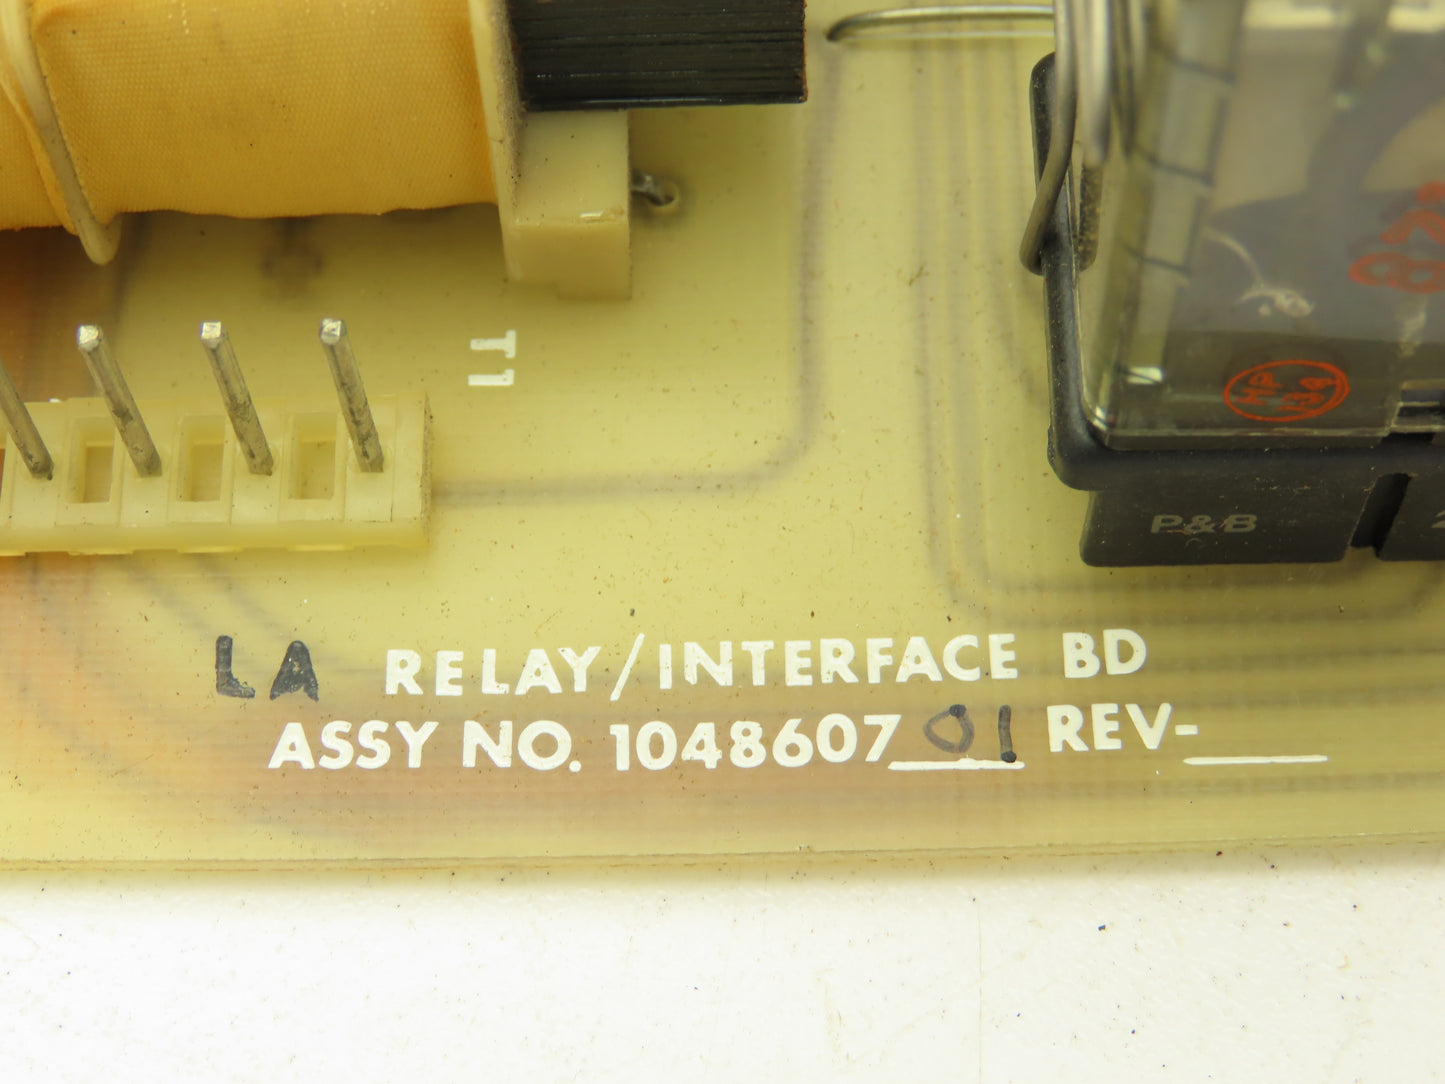 T1
P&B
LA RELAY/INTERFACE BD
ASSY NO. 1048607 01 REV-